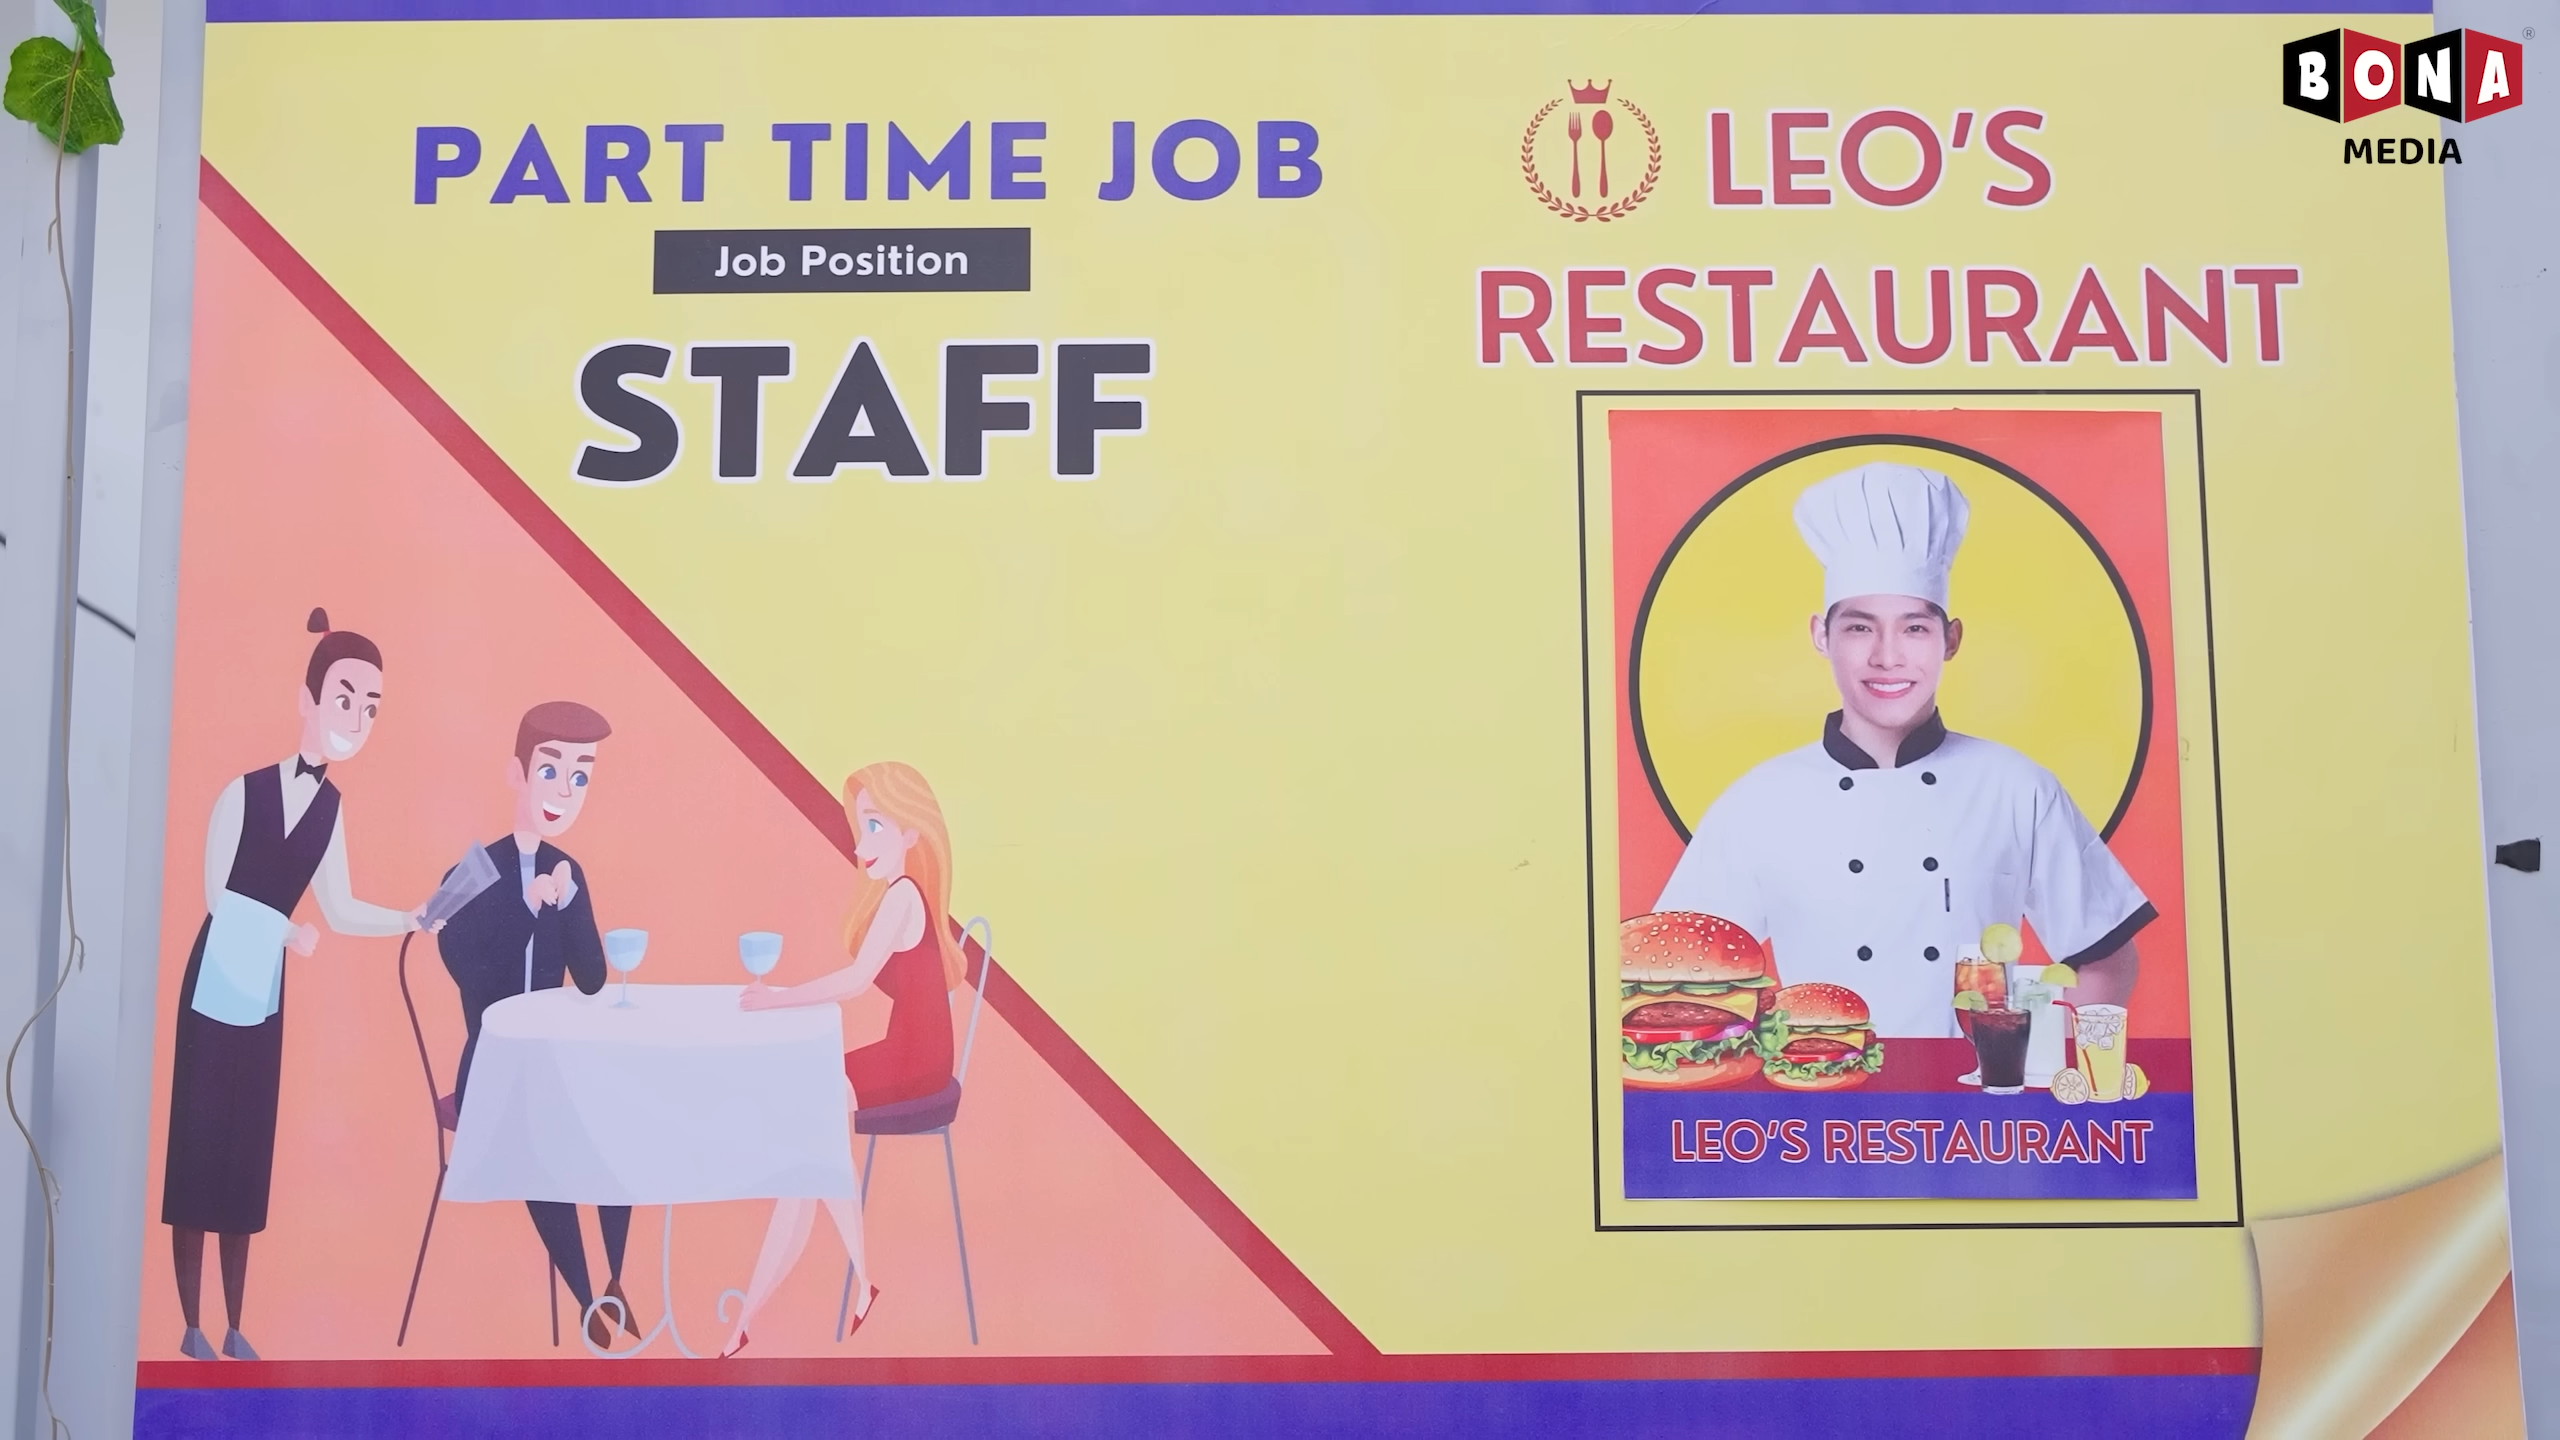 PART TIME JOB
Job Position
STAFF
LEO'S
RESTAURANT
LEO'S RESTAURANT
BONA
MEDIA
®